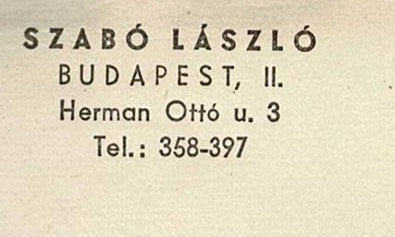 SZABÓ LÁSZLÓ
BUDAPEST, II.
Herman Ottó u. 3
Tel.: 358-397